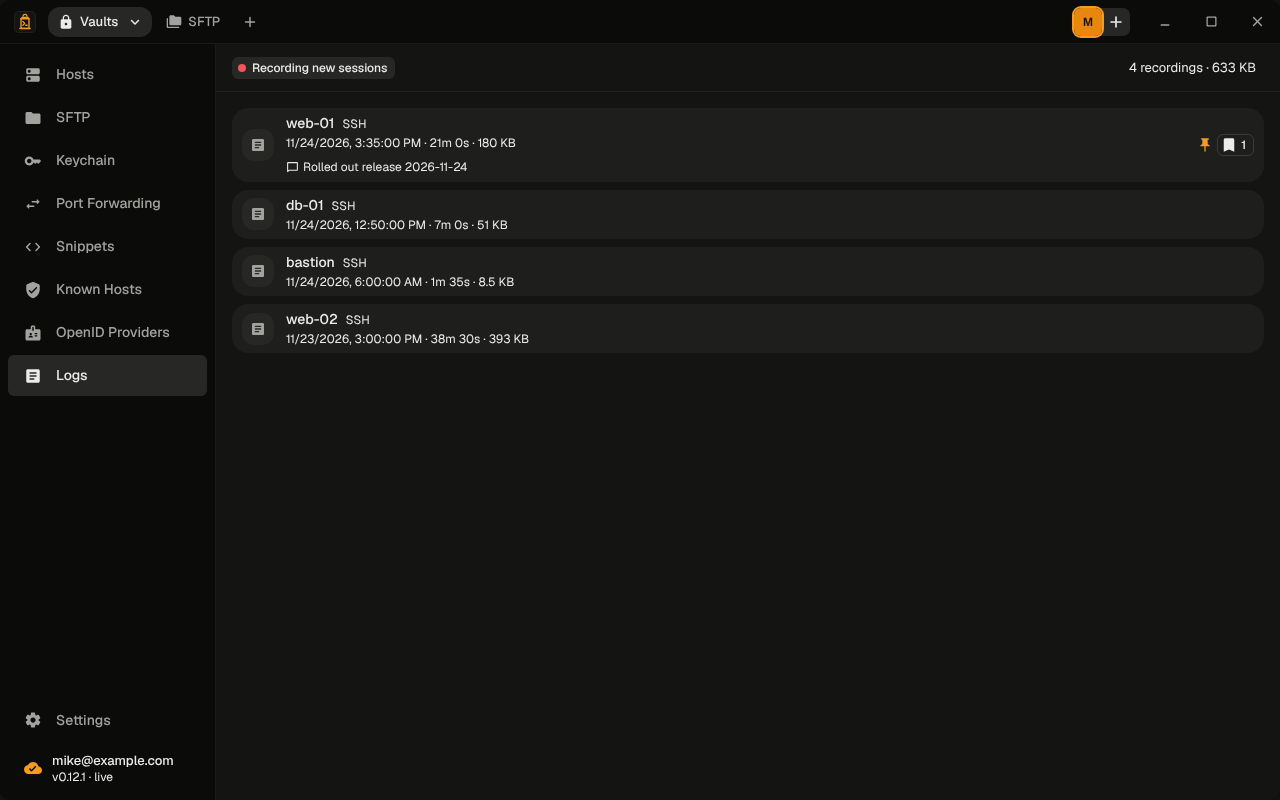 Vaults
SFTP
M
Hosts
SFTP
Keychain
Port Forwarding
Snippets
Known Hosts
OpenID Providers
Logs
Settings
mike@example.com
v0.12.1 · live
Recording new sessions
4 recordings · 633 KB
web-01 SSH
11/24/2026, 3:35:00 PM · 21m 0s · 180 KB
Rolled out release 2026-11-24
1
db-01 SSH
11/24/2026, 12:50:00 PM · 7m 0s · 51 KB
bastion SSH
11/24/2026, 6:00:00 AM · 1m 35s · 8.5 KB
web-02 SSH
11/23/2026, 3:00:00 PM · 38m 30s · 393 KB